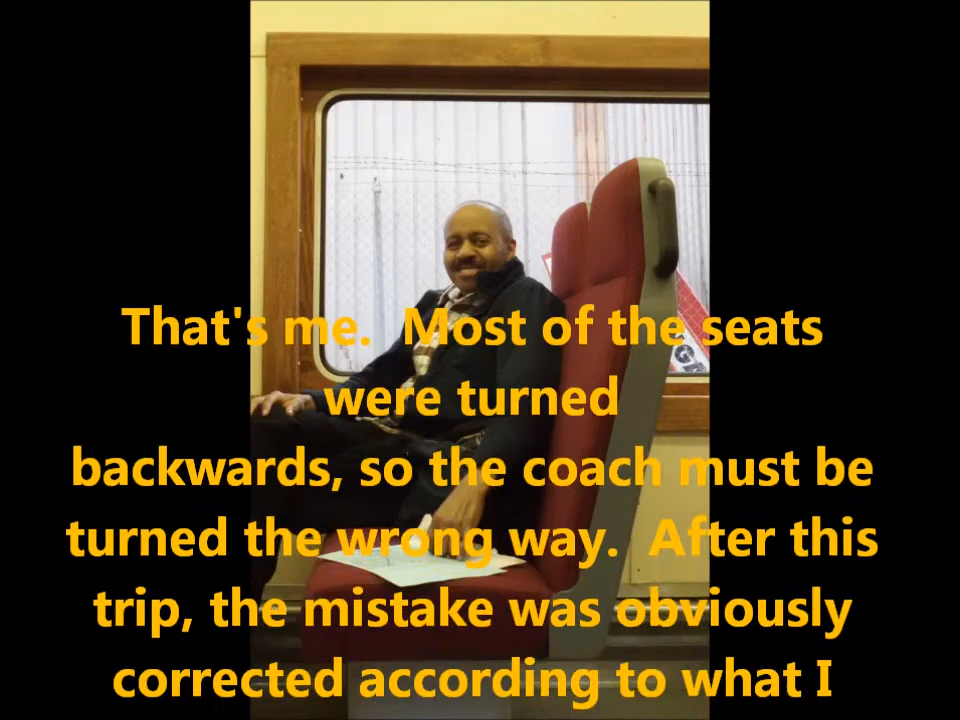 That's me.  Most of the seats
were turned
backwards, so the coach must be
turned the wrong way.  After this
trip, the mistake was obviously
corrected according to what I